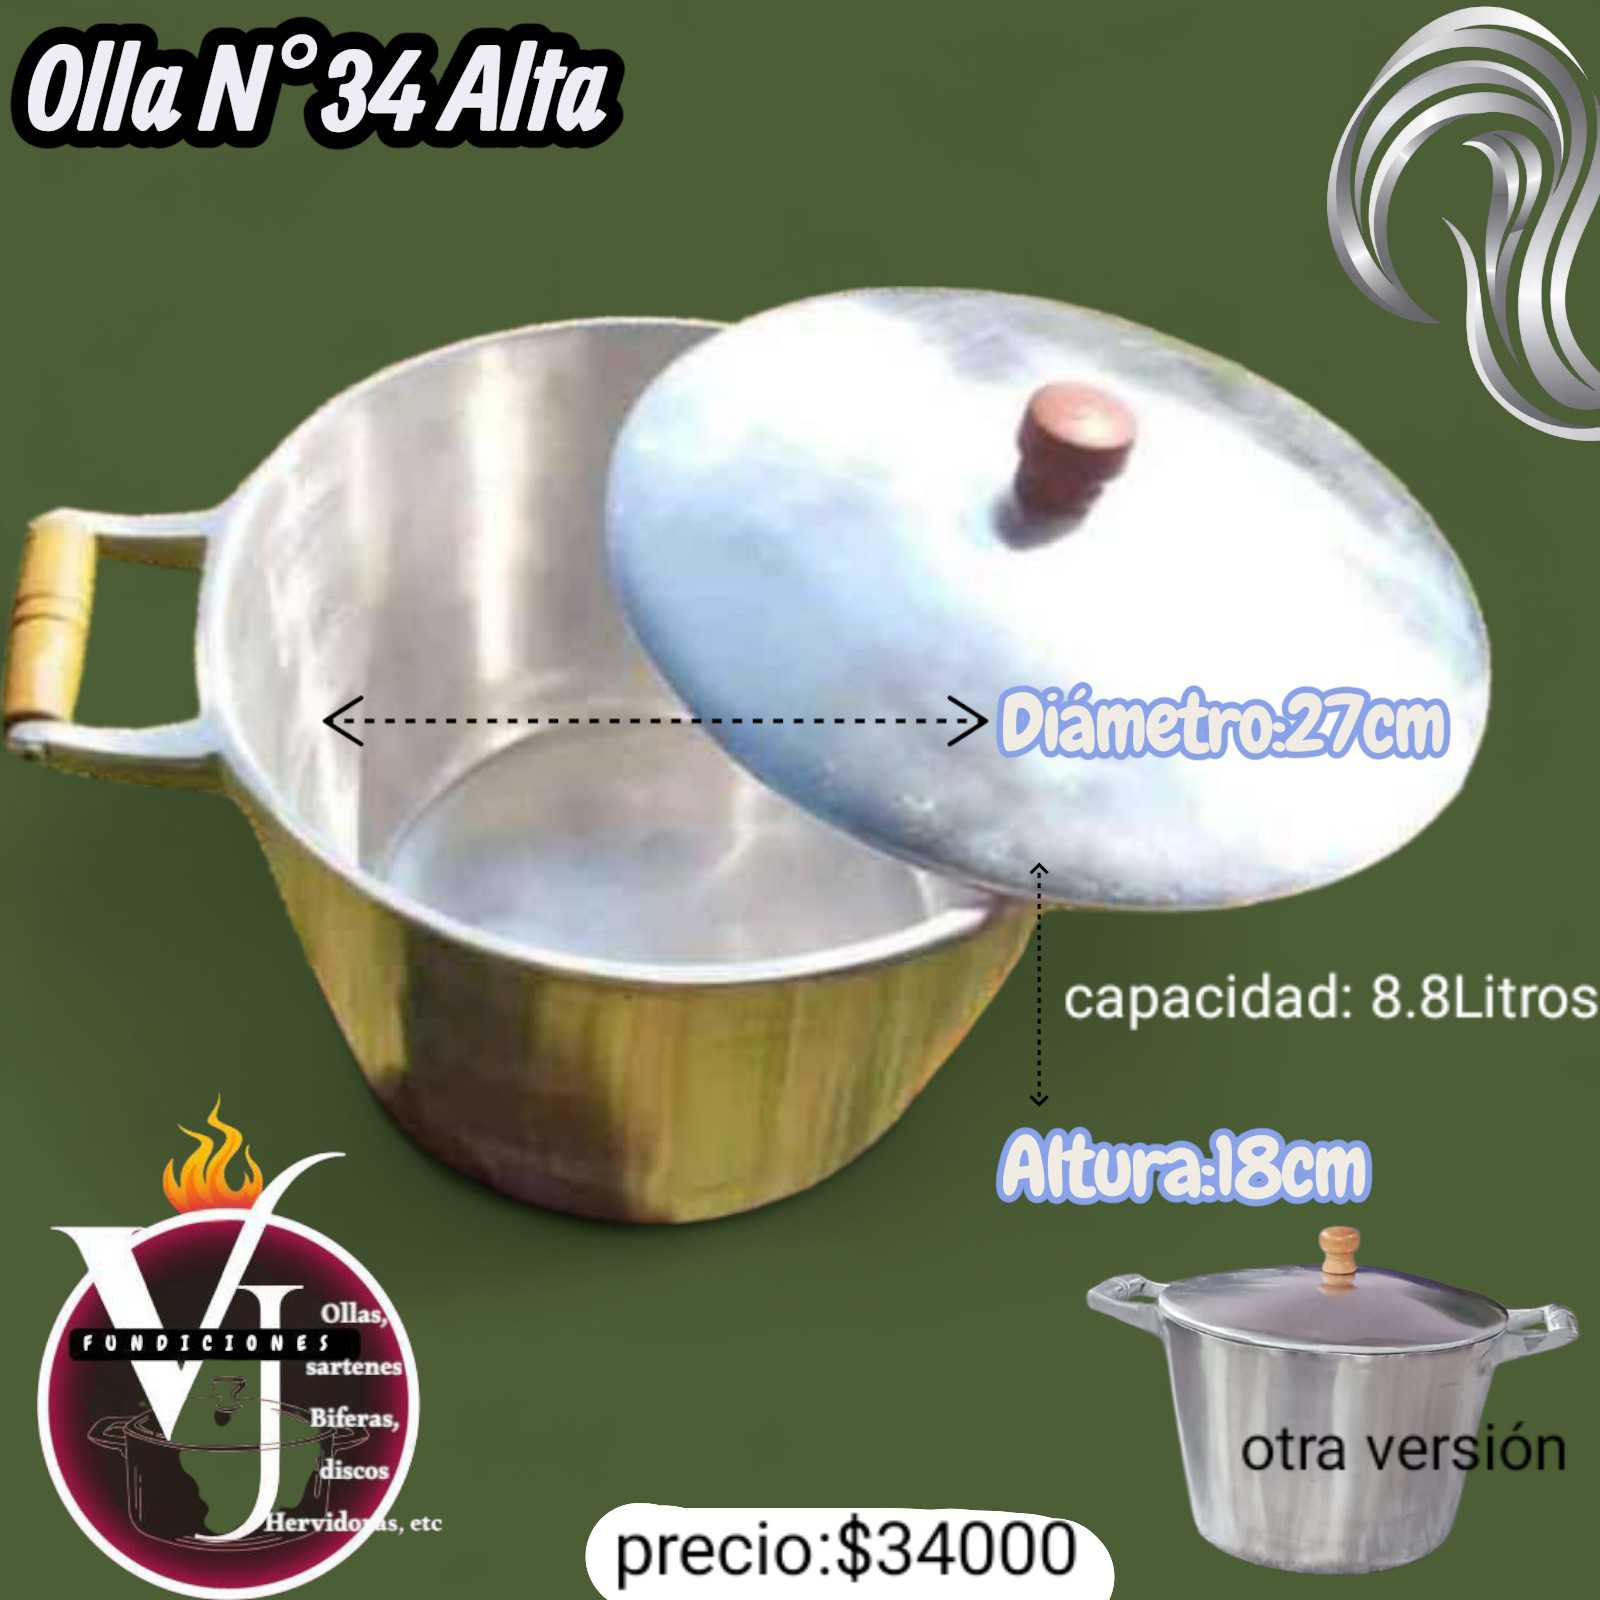 Olla N°34 Alta
Diámetro:27cm
capacidad: 8.8Litros
Altura:18cm
VJ
FUNDICIONES
Ollas,
sartenes
Biferas,
discos
Hervidoras, etc
otra versión
precio:$34000